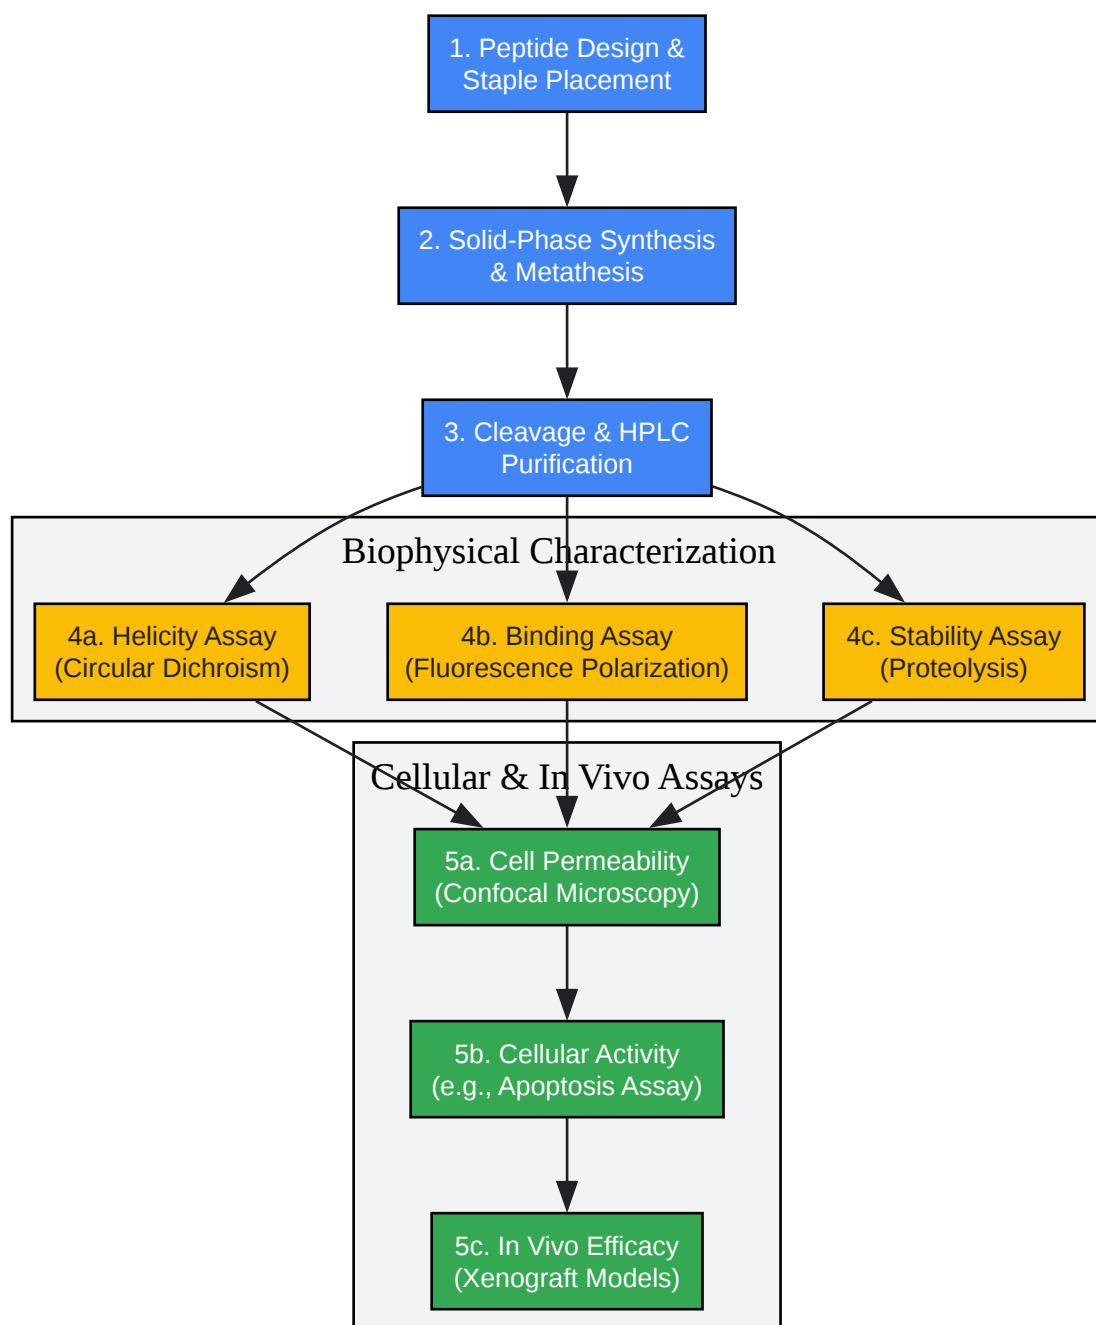 1. Peptide Design &
Staple Placement
2. Solid-Phase Synthesis
& Metathesis
3. Cleavage & HPLC
Purification
Biophysical Characterization
4a. Helicity Assay
(Circular Dichroism)
4b. Binding Assay
(Fluorescence Polarization)
4c. Stability Assay
(Proteolysis)
Cellular & In Vivo Assays
5a. Cell Permeability
(Confocal Microscopy)
5b. Cellular Activity
(e.g., Apoptosis Assay)
5c. In Vivo Efficacy
(Xenograft Models)